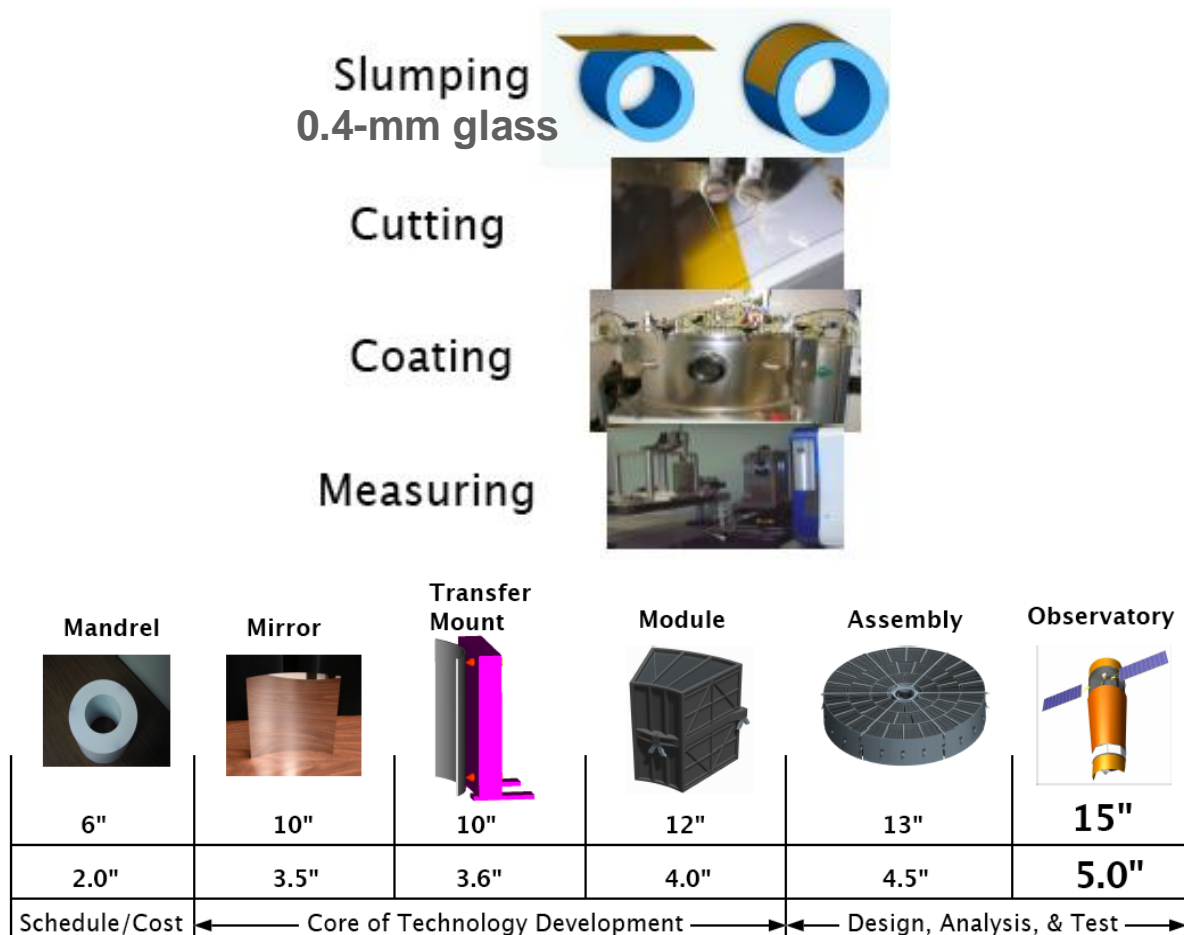 Slumping
0.4-mm glass
Cutting
Coating
Measuring
Mandrel
Mirror
Transfer
Mount
Module
Assembly
Observatory
6" 10" 10" 12" 13" 15"
2.0" 3.5" 3.6" 4.0" 4.5" 5.0"
Schedule/Cost Core of Technology Development Design, Analysis, & Test